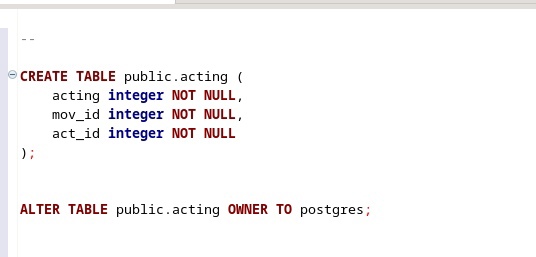 --
CREATE TABLE public.acting (
    acting integer NOT NULL,
    mov_id integer NOT NULL,
    act_id integer NOT NULL
);
ALTER TABLE public.acting OWNER TO postgres;